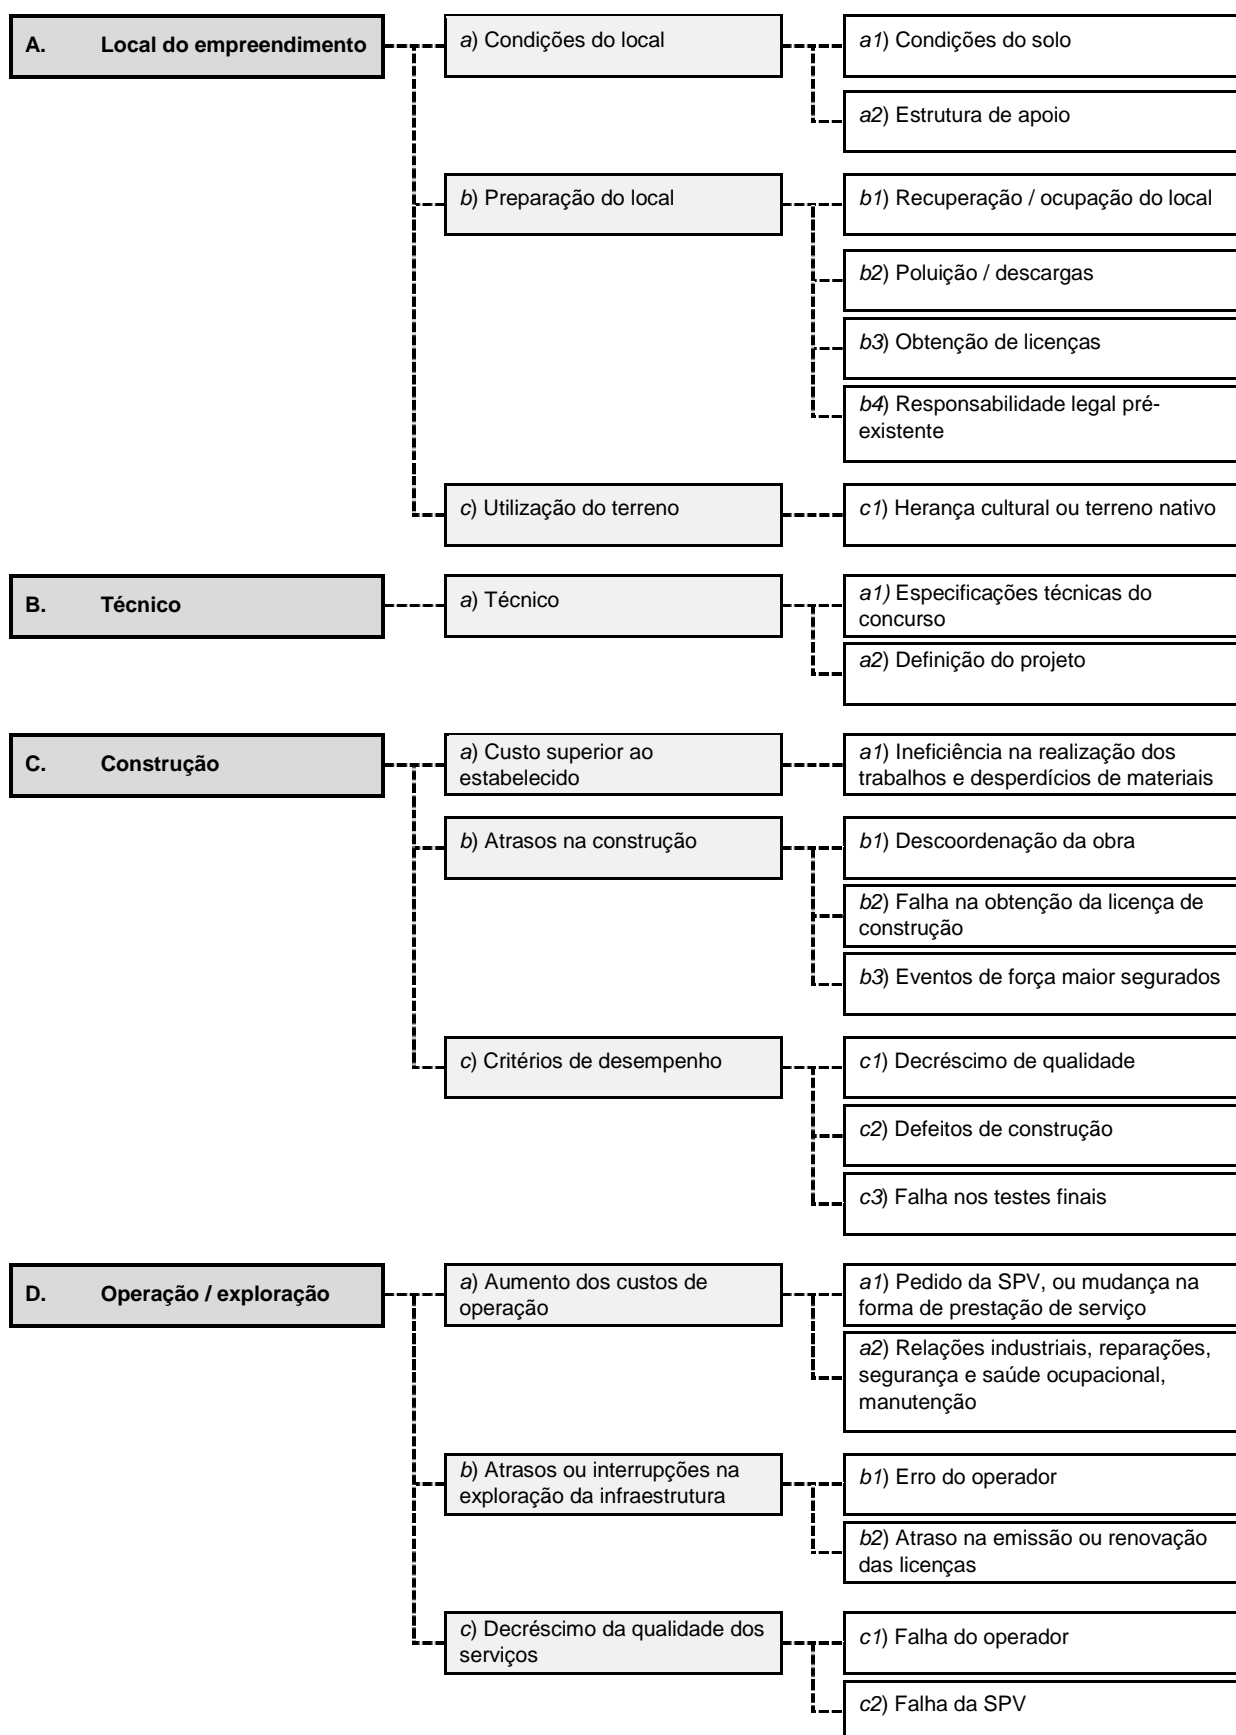 A. Local do empreendimento
a) Condições do local
a1) Condições do solo
a2) Estrutura de apoio
b) Preparação do local
b1) Recuperação / ocupação do local
b2) Poluição / descargas
b3) Obtenção de licenças
b4) Responsabilidade legal pré-
existente
c) Utilização do terreno
c1) Herança cultural ou terreno nativo
B. Técnico
a) Técnico
a1) Especificações técnicas do
concurso
a2) Definição do projeto
C. Construção
a) Custo superior ao
estabelecido
a1) Ineficiência na realização dos
trabalhos e desperdícios de materiais
b) Atrasos na construção
b1) Descoordenação da obra
b2) Falha na obtenção da licença de
construção
b3) Eventos de força maior segurados
c) Critérios de desempenho
c1) Decréscimo de qualidade
c2) Defeitos de construção
c3) Falha nos testes finais
D. Operação / exploração
a) Aumento dos custos de
operação
a1) Pedido da SPV, ou mudança na
forma de prestação de serviço
a2) Relações industriais, reparações,
segurança e saúde ocupacional,
manutenção
b) Atrasos ou interrupções na
exploração da infraestrutura
b1) Erro do operador
b2) Atraso na emissão ou renovação
das licenças
c) Decréscimo da qualidade dos
serviços
c1) Falha do operador
c2) Falha da SPV